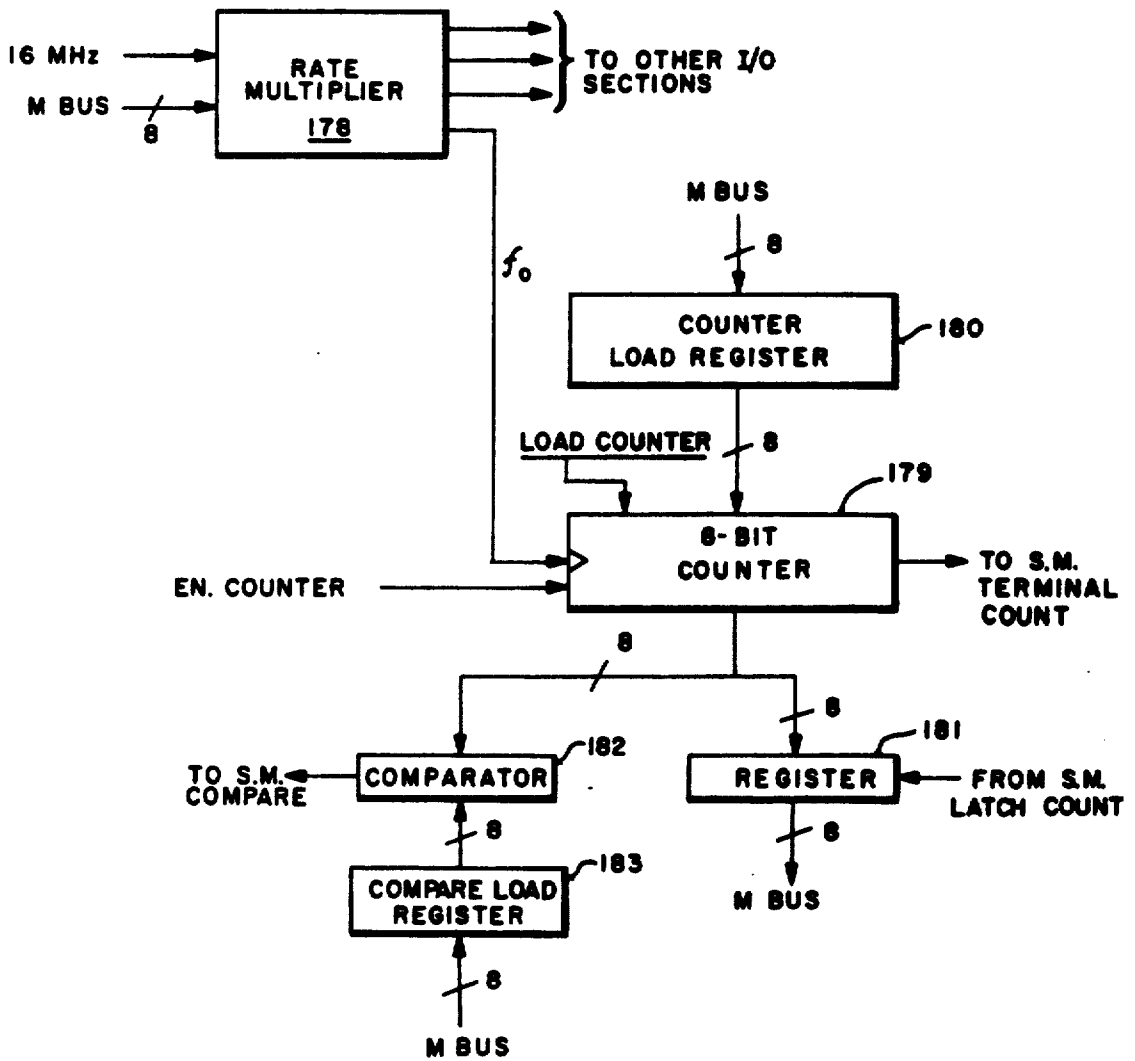 16 MHz
M BUS
8
RATE
MULTIPLIER
178
TO OTHER I/O
SECTIONS
f₀
M BUS
8
COUNTER
LOAD REGISTER
180
LOAD COUNTER
8
179
8-BIT
COUNTER
EN. COUNTER
TO S.M.
TERMINAL
COUNT
8
8
182
181
TO S.M.
COMPARE
COMPARATOR
REGISTER
FROM S.M.
LATCH COUNT
8
8
183
COMPARE LOAD
REGISTER
M BUS
8
M BUS